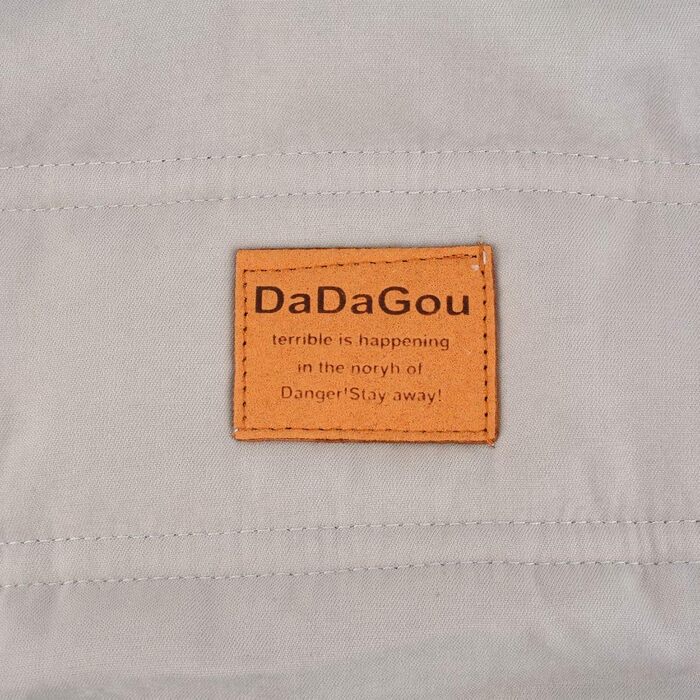 DaDaGou
terrible is happening
in the noryh of
Danger'Stay away!